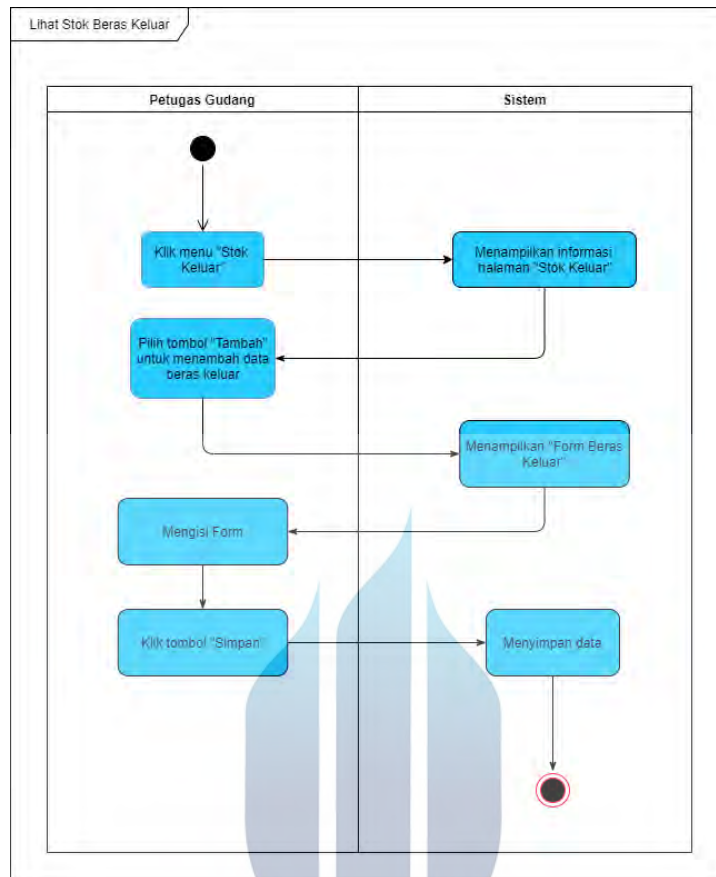 Lihat Stok Beras Keluar
Petugas Gudang
Sistem
Klik menu "Stok
Keluar"
Menampilkan informasi
halaman "Stok Keluar"
Pilih tombol "Tambah"
untuk menambah data
beras keluar
Menampilkan "Form Beras
Keluar"
Mengisi Form
Klik tombol "Simpan"
Menyimpan data